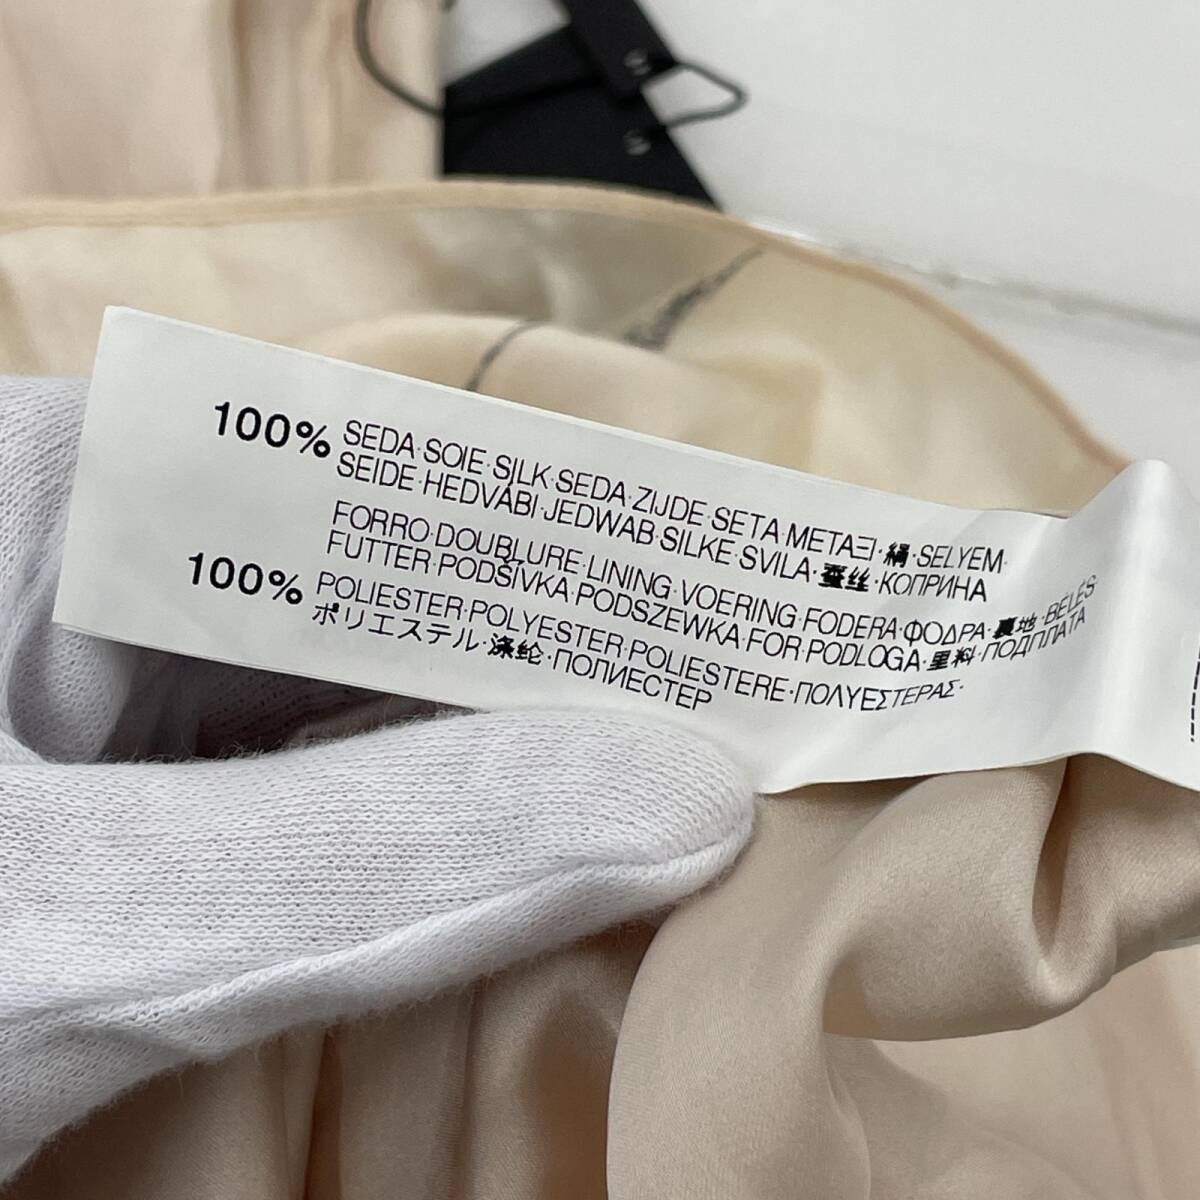 100% SEDA·SOIE·SILK·SEDA·ZIJDE·SETA·ΜΕΤΑΞΙ·絹·SELYEM·
SEIDE·HEDVÁBÍ·JEDWAB·SILKE·SVILA·蚕丝·КОПРИНА
FORRO·DOUBLURE·LINING·VOERING·FODERA·ΦΟΔΡΑ·裏地·BÉLÉS
FUTTER·PODŠÍVKA·PODSZEWKA·FOR·PODLOGA·里料·ПОДПЛАТА
100% POLIESTER·POLYESTER·POLIESTERE·ΠΟΛΥΕΣΤΕΡΑΣ·
ポリエステル·涤纶·ПОЛИЕСТЕР